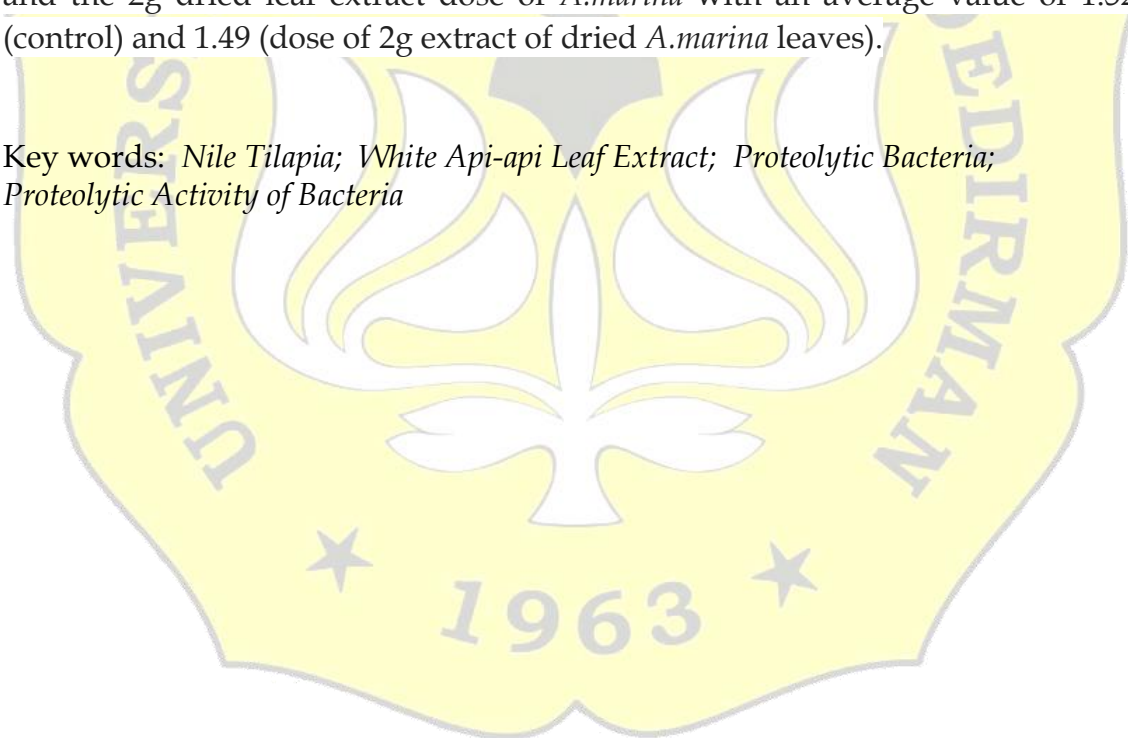 and the 2g dried leaf extract dose of A.marina with an average value of
(control) and 1.49 (dose of 2g extract of dried A.marina leaves).
Key words: Nile Tilapia; White Api-api Leaf Extract; Proteolytic Bacteria;
Proteolytic Activity of Bacteria
UNIVERS
EDIRMAN
1963